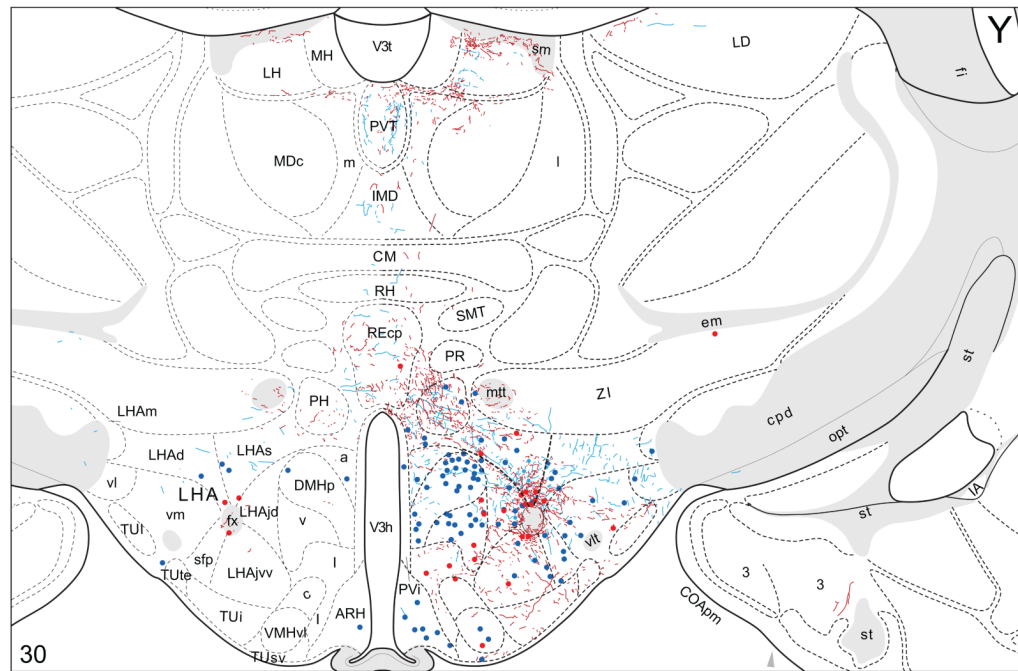 Y
V3t
MH
LH
sm
LD
fi
PVT
MDc
m
l
IMD
CM
RH
SMT
REcp
em
PR
st
mtt
ZI
PH
LHAm
cpd
opt
LHAd
LHAs
a
IA
vl
DMHp
LHA
LHAjd
vm
fx
v
V3h
st
TUl
vlt
sfp
LHAjvv
l
TUte
3
3
c
PVi
COApm
TUi
l
ARH
VMHvl
st
TUsv
30